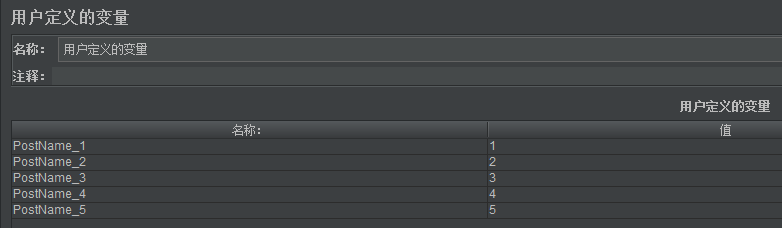 用户定义的变量
名称： 用户定义的变量
注释：
用户定义的变量
名称： 值
PostName_1 1
PostName_2 2
PostName_3 3
PostName_4 4
PostName_5 5